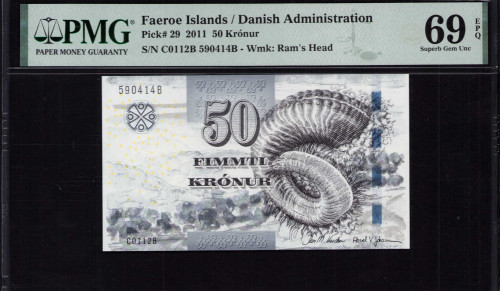 PMG
PAPER MONEY GUARANTY
Faeroe Islands / Danish Administration
Pick# 29 2011 50 Krónur
S/N C0112B 590414B - Wmk: Ram's Head
69 EPQ
Superb Gem Unc
590414B
50
FIMMTI
KRÓNUR
C0112B